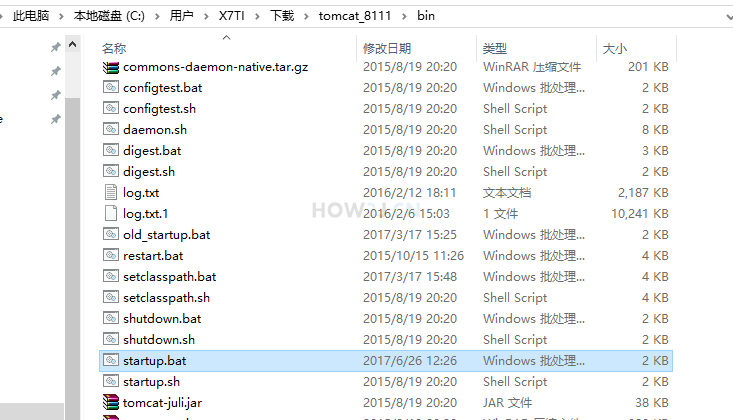 此电脑 > 本地磁盘 (C:) > 用户 > X7TI > 下载 > tomcat_8111 > bin
名称 修改日期 类型 大小
commons-daemon-native.tar.gz 2015/8/19 20:20 WinRAR 压缩文件 201 KB
configtest.bat 2015/8/19 20:20 Windows 批处理... 2 KB
configtest.sh 2015/8/19 20:20 Shell Script 2 KB
daemon.sh 2015/8/19 20:20 Shell Script 8 KB
digest.bat 2015/8/19 20:20 Windows 批处理... 3 KB
digest.sh 2015/8/19 20:20 Shell Script 2 KB
log.txt 2016/2/12 18:11 文本文档 2,187 KB
log.txt.1 2016/2/6 15:03 1 文件 10,241 KB
old_startup.bat 2017/3/17 15:25 Windows 批处理... 2 KB
restart.bat 2015/10/15 11:26 Windows 批处理... 4 KB
setclasspath.bat 2017/3/17 15:48 Windows 批处理... 4 KB
setclasspath.sh 2015/8/19 20:20 Shell Script 4 KB
shutdown.bat 2015/8/19 20:20 Windows 批处理... 2 KB
shutdown.sh 2015/8/19 20:20 Shell Script 2 KB
startup.bat 2017/6/26 12:26 Windows 批处理... 2 KB
startup.sh 2015/8/19 20:20 Shell Script 2 KB
tomcat-juli.jar 2015/8/19 20:20 JAR 文件 38 KB